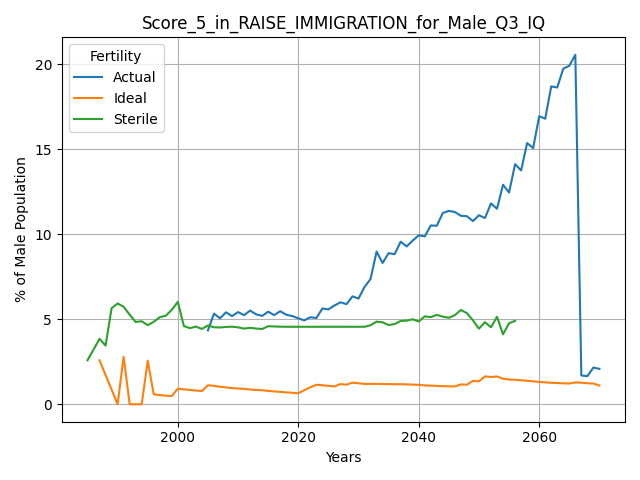 Score_5_in_RAISE_IMMIGRATION_for_Male_Q3_IQ
Fertility
Actual
Ideal
Sterile
% of Male Population
20
15
10
5
0
2000
2020
2040
2060
Years